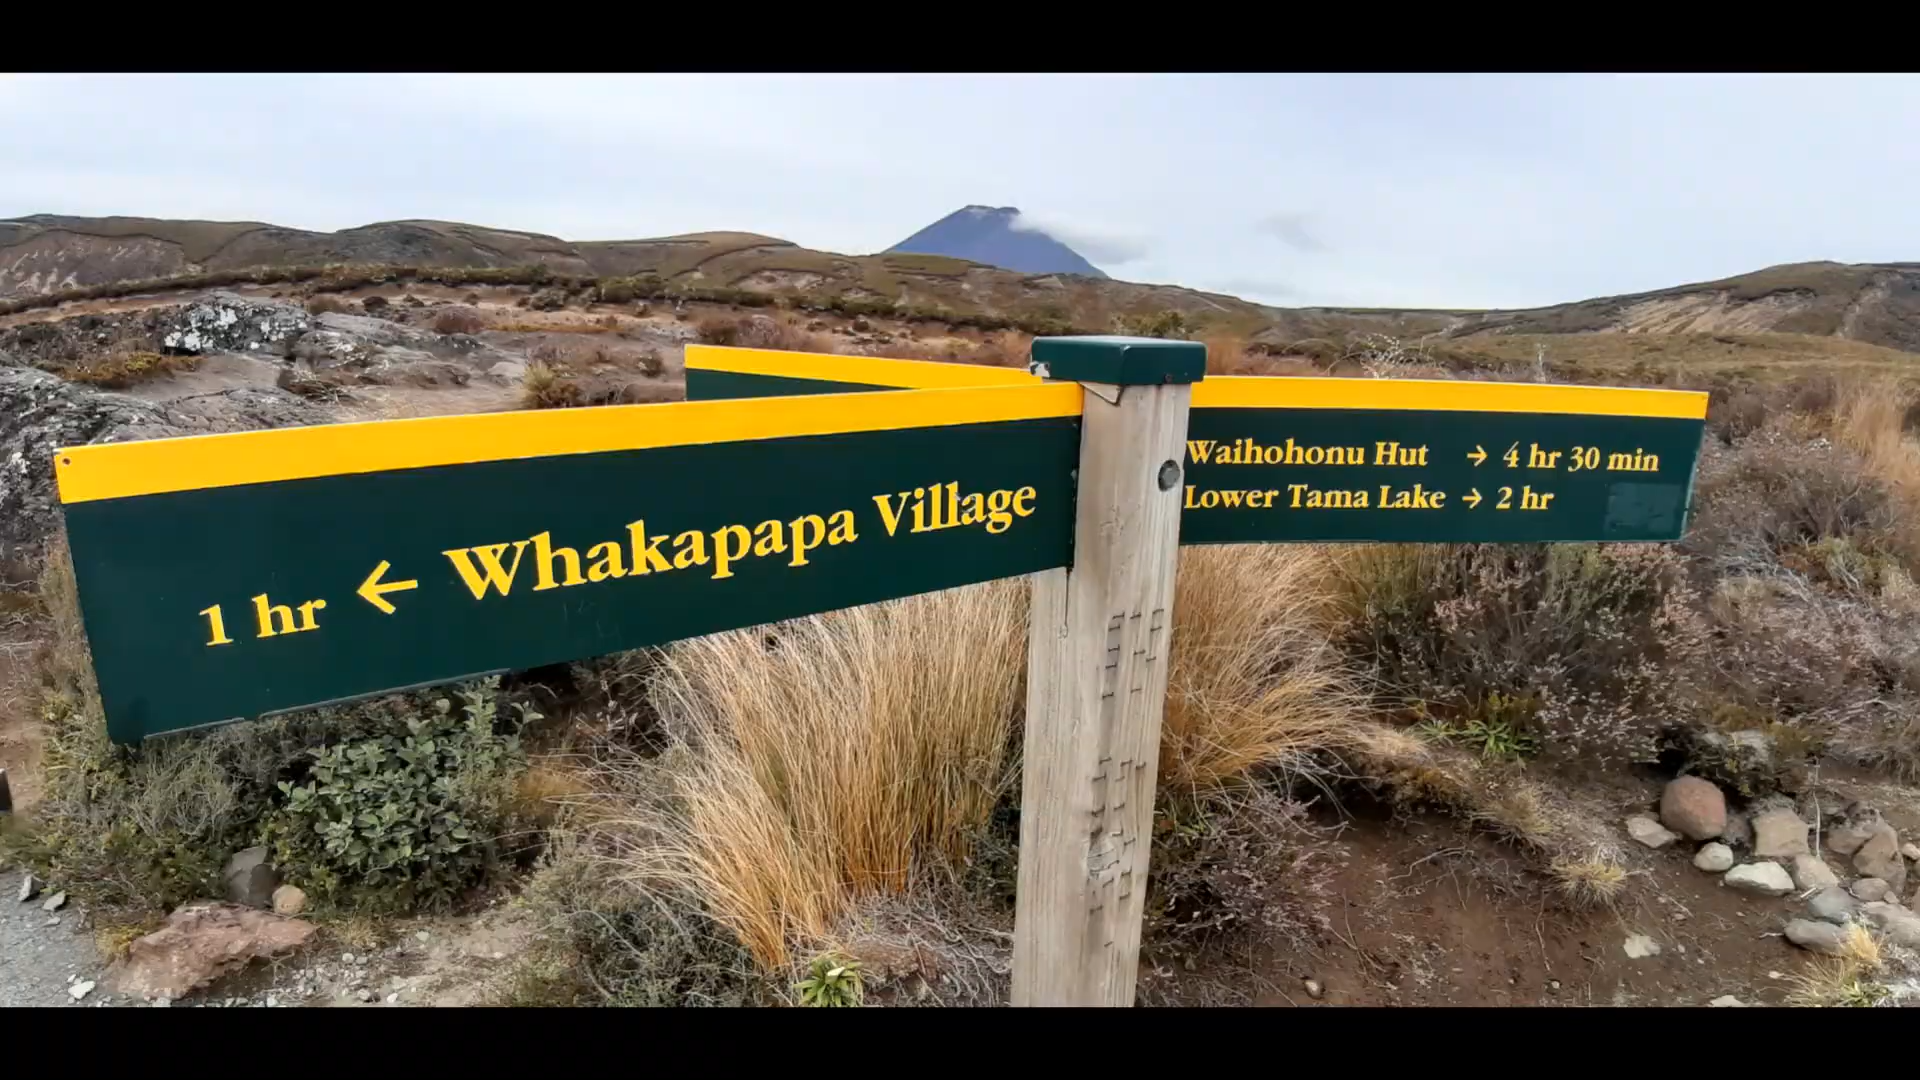 1 hr ← Whakapapa Village
Waihohonu Hut → 4 hr 30 min
Lower Tama Lake → 2 hr